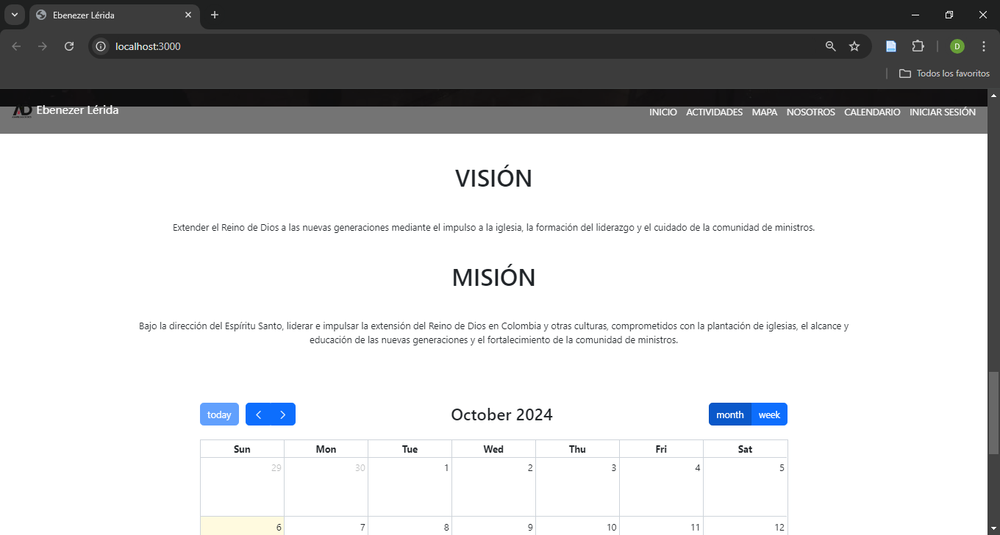 Ebenezer Lérida
localhost:3000
D
Todos los favoritos
AD Ebenezer Lérida
INICIO ACTIVIDADES MAPA NOSOTROS CALENDARIO INICIAR SESIÓN
VISIÓN
Extender el Reino de Dios a las nuevas generaciones mediante el impulso a la iglesia, la formación del liderazgo y el cuidado de la comunidad de ministros.
MISIÓN
Bajo la dirección del Espíritu Santo, liderar e impulsar la extensión del Reino de Dios en Colombia y otras culturas, comprometidos con la plantación de iglesias, el alcance y
educación de las nuevas generaciones y el fortalecimiento de la comunidad de ministros.
today October 2024 month week
Sun Mon Tue Wed Thu Fri Sat
29 30 1 2 3 4 5
6 7 8 9 10 11 12